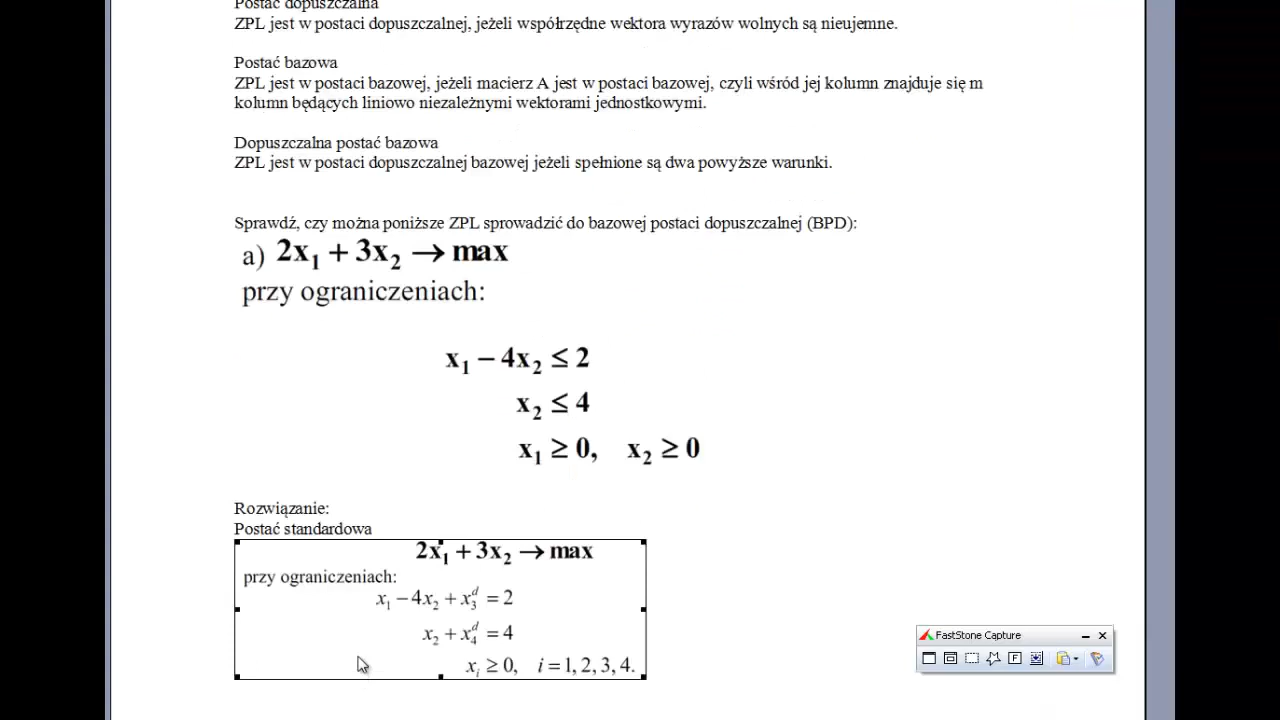 Postać dopuszczalna
ZPL jest w postaci dopuszczalnej, jeżeli współrzędne wektora wyrazów wolnych są nieujemne.
Postać bazowa
ZPL jest w postaci bazowej, jeżeli macierz A jest w postaci bazowej, czyli wśród jej kolumn znajduje się m
kolumn będących liniowo niezależnymi wektorami jednostkowymi.
Dopuszczalna postać bazowa
ZPL jest w postaci dopuszczalnej bazowej jeżeli spełnione są dwa powyższe warunki.
Sprawdź, czy można poniższe ZPL sprowadzić do bazowej postaci dopuszczalnej (BPD):
a) 2x₁ + 3x₂ → max
przy ograniczeniach:
x₁ − 4x₂ ≤ 2
x₂ ≤ 4
x₁ ≥ 0, x₂ ≥ 0
Rozwiązanie:
Postać standardowa
2x₁ + 3x₂ → max
przy ograniczeniach:
x₁ − 4x₂ + x₃ᵈ = 2
x₂ + x₄ᵈ = 4
xᵢ ≥ 0, i = 1, 2, 3, 4.
FastStone Capture